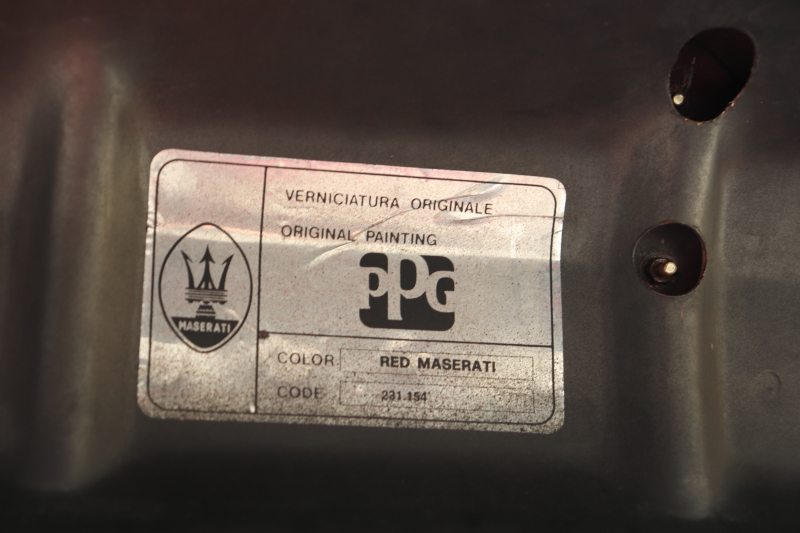 VERNICIATURA ORIGINALE
ORIGINAL PAINTING
PPG
MASERATI
COLOR RED MASERATI
CODE 231.154